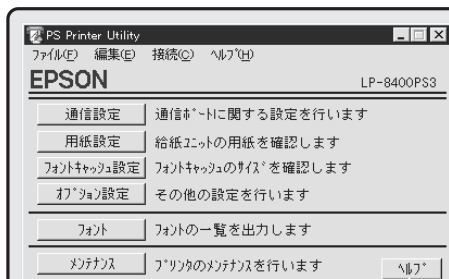 PS Printer Utility
ファイル(F) 編集(E) 接続(C) ヘルプ(H)
EPSON LP-8400PS3
通信設定 通信ポートに関する設定を行います
用紙設定 給紙ユニットの用紙を確認します
フォントキャッシュ設定 フォントキャッシュのサイズを確認します
オプション設定 その他の設定を行います
フォント フォントの一覧を出力します
メンテナンス プリンタのメンテナンスを行います
ヘルプ